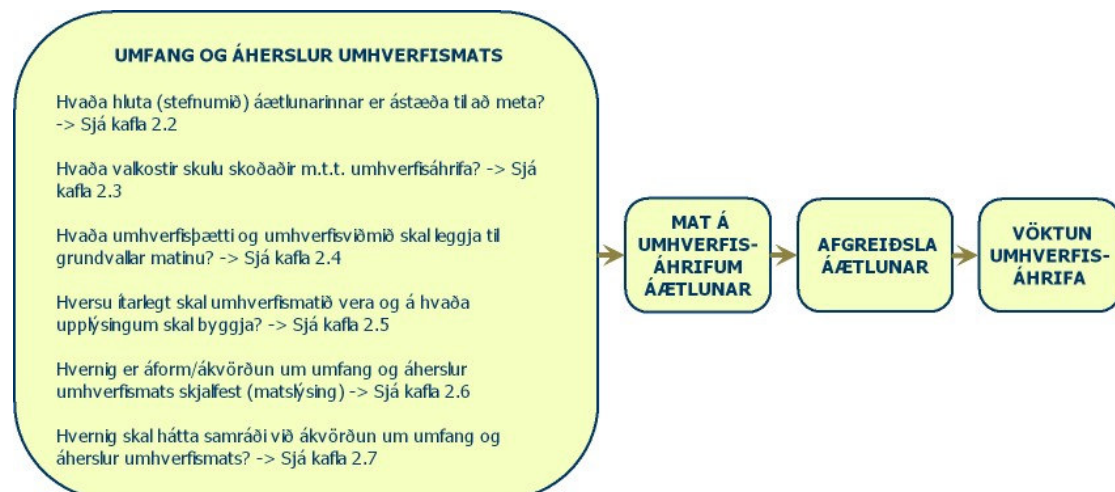 UMFANG OG ÁHERSLUR UMHVERFISMATS
Hvaða hluta (stefnumið) áætlunarinnar er ástæða til að meta?
-> Sjá kafla 2.2
Hvaða valkostir skulu skoðaðir m.t.t. umhverfisáhrifa? -> Sjá
kafla 2.3
Hvaða umhverfisþætti og umhverfisviðmið skal leggja til
grundvallar matinu? -> Sjá kafla 2.4
Hversu ítarlegt skal umhverfismatið vera og á hvaða
upplýsingum skal byggja? -> Sjá kafla 2.5
Hvernig er áform/ákvörðun um umfang og áherslur
umhverfismats skjalfest (matslýsing) -> Sjá kafla 2.6
Hvernig skal hátta samráði við ákvörðun um umfang og
áherslur umhverfismats? -> Sjá kafla 2.7
MAT Á
UMHVERFIS-
ÁHRIFUM
ÁÆTLUNAR
AFGREIÐSLA
ÁÆTLUNAR
VÖKTUN
UMHVERFIS-
ÁHRIFA